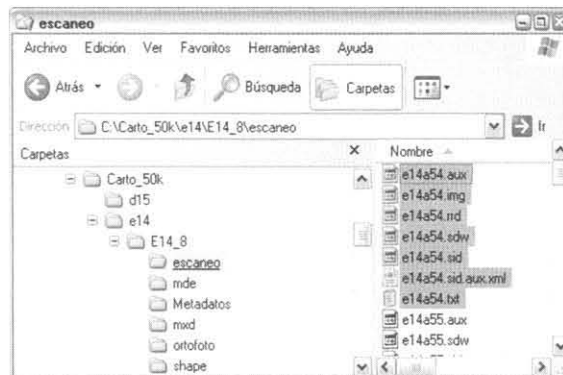 escaneo
Archivo Edición Ver Favoritos Herramientas Ayuda
Atrás Búsqueda Carpetas
Dirección C:\Carto_50k\e14\E14_8\escaneo Ir
Carpetas
Carto_50k
d15
e14
E14_8
escaneo
mde
Metadatos
mxd
ortofoto
shape
Nombre
e14a54.aux
e14a54.img
e14a54.rrd
e14a54.sdw
e14a54.sid
e14a54.sid.aux.xml
e14a54.txt
e14a55.aux
e14a55.sdw